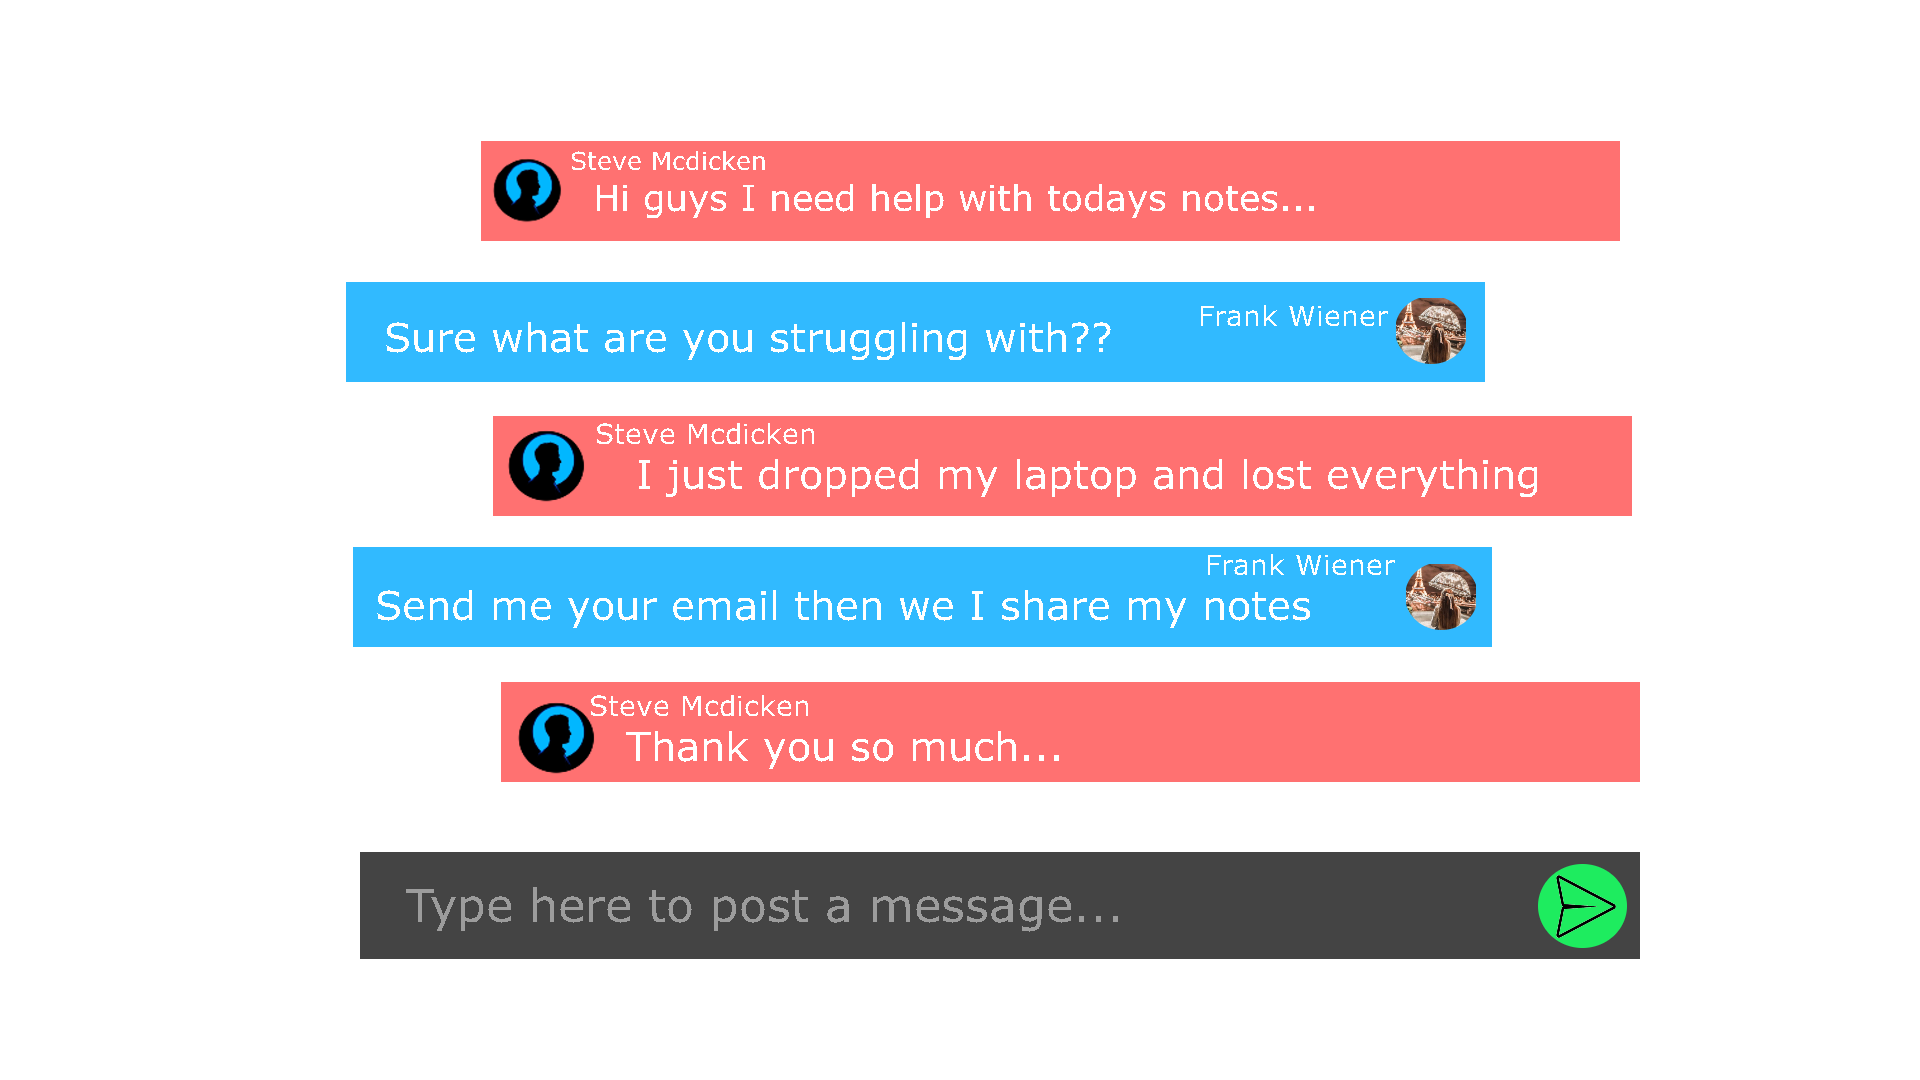 Steve Mcdicken
Hi guys I need help with todays notes...
Frank Wiener
Sure what are you struggling with??
Steve Mcdicken
I just dropped my laptop and lost everything
Frank Wiener
Send me your email then we I share my notes
Steve Mcdicken
Thank you so much...
Type here to post a message...